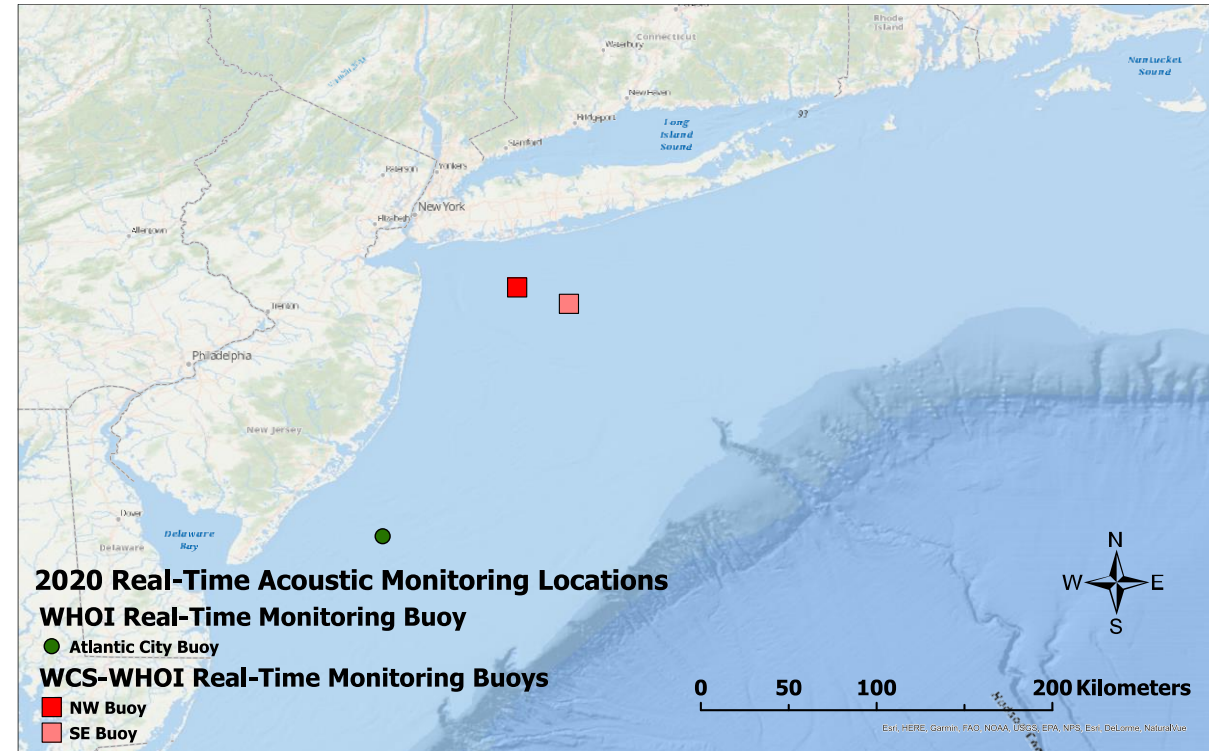 Rhode
Island
Connecticut
Waterbury
Nantucket
Sound
New Haven
Bridgeport
Long
Island
Sound
93
Stamford
Paterson
Yonkers
New York
Elizabeth
Allentown
Trenton
Philadelphia
New Jersey
Dover
Delaware
Bay
Delaware
2020 Real-Time Acoustic Monitoring Locations
WHOI Real-Time Monitoring Buoy
Atlantic City Buoy
WCS-WHOI Real-Time Monitoring Buoys
NW Buoy
SE Buoy
N
W
E
S
0 50 100 200 Kilometers
Esri, HERE, Garmin, FAO, NOAA, USGS, EPA, NPS, Esri, DeLorme, NaturalVue